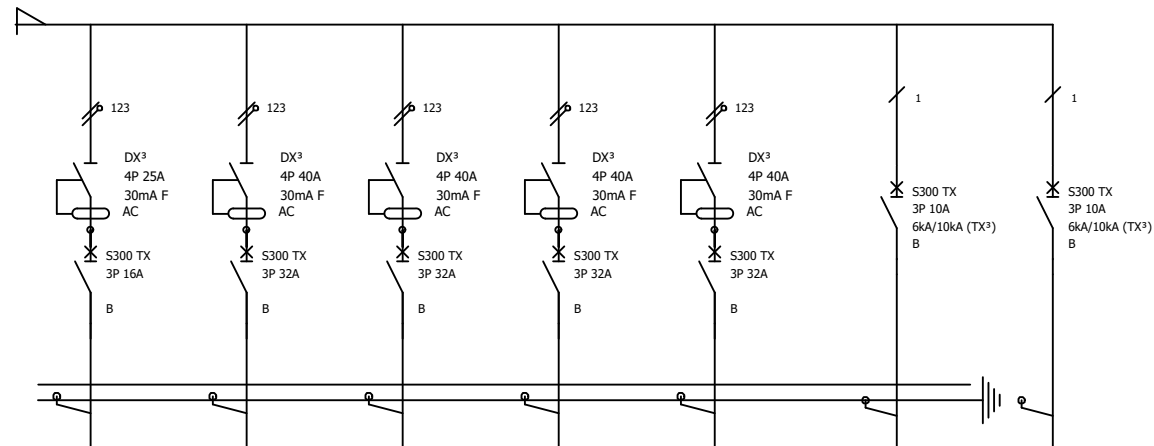 123
123
123
123
123
1
1
DX³
4P 25A
30mA F
AC
DX³
4P 40A
30mA F
AC
DX³
4P 40A
30mA F
AC
DX³
4P 40A
30mA F
AC
DX³
4P 40A
30mA F
AC
S300 TX
3P 10A
6kA/10kA (TX³)
B
S300 TX
3P 10A
6kA/10kA (TX³)
B
S300 TX
3P 16A
B
S300 TX
3P 32A
B
S300 TX
3P 32A
B
S300 TX
3P 32A
B
S300 TX
3P 32A
B